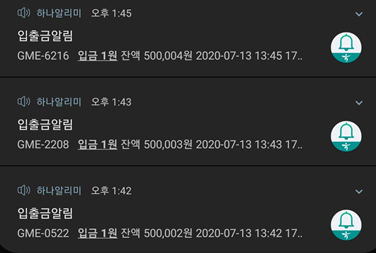 하나알리미 오후 1:45
입출금알림
GME-6216 입금 1원 잔액 500,004원 2020-07-13 13:45 17..
하나알리미 오후 1:43
입출금알림
GME-2208 입금 1원 잔액 500,003원 2020-07-13 13:43 17..
하나알리미 오후 1:42
입출금알림
GME-0522 입금 1원 잔액 500,002원 2020-07-13 13:42 17..